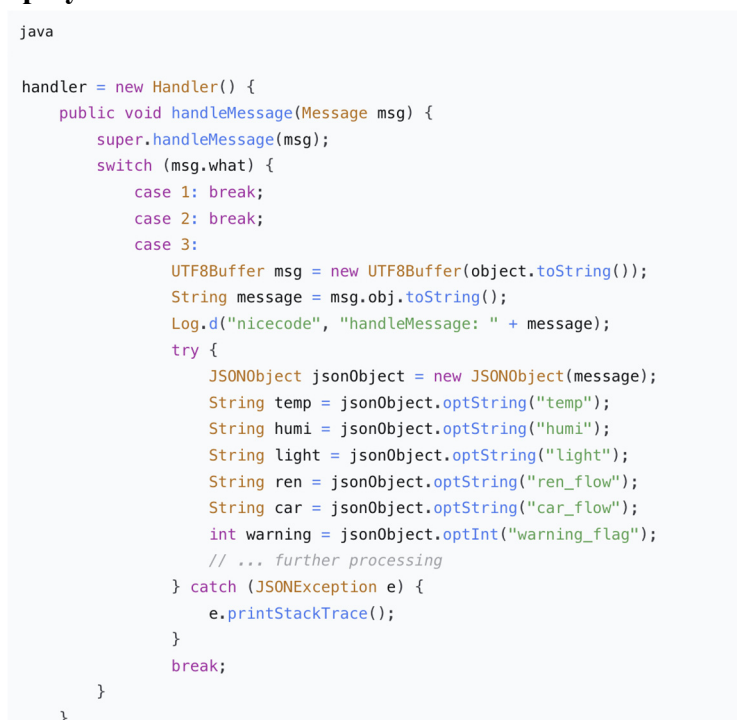 java
handler = new Handler() {
    public void handleMessage(Message msg) {
        super.handleMessage(msg);
        switch (msg.what) {
            case 1: break;
            case 2: break;
            case 3:
                UTF8Buffer msg = new UTF8Buffer(object.toString());
                String message = msg.obj.toString();
                Log.d("nicecode", "handleMessage: " + message);
                try {
                    JSONObject jsonObject = new JSONObject(message);
                    String temp = jsonObject.optString("temp");
                    String humi = jsonObject.optString("humi");
                    String light = jsonObject.optString("light");
                    String ren = jsonObject.optString("ren_flow");
                    String car = jsonObject.optString("car_flow");
                    int warning = jsonObject.optInt("warning_flag");
                    // ... further processing
                } catch (JSONException e) {
                    e.printStackTrace();
                }
                break;
        }
    }